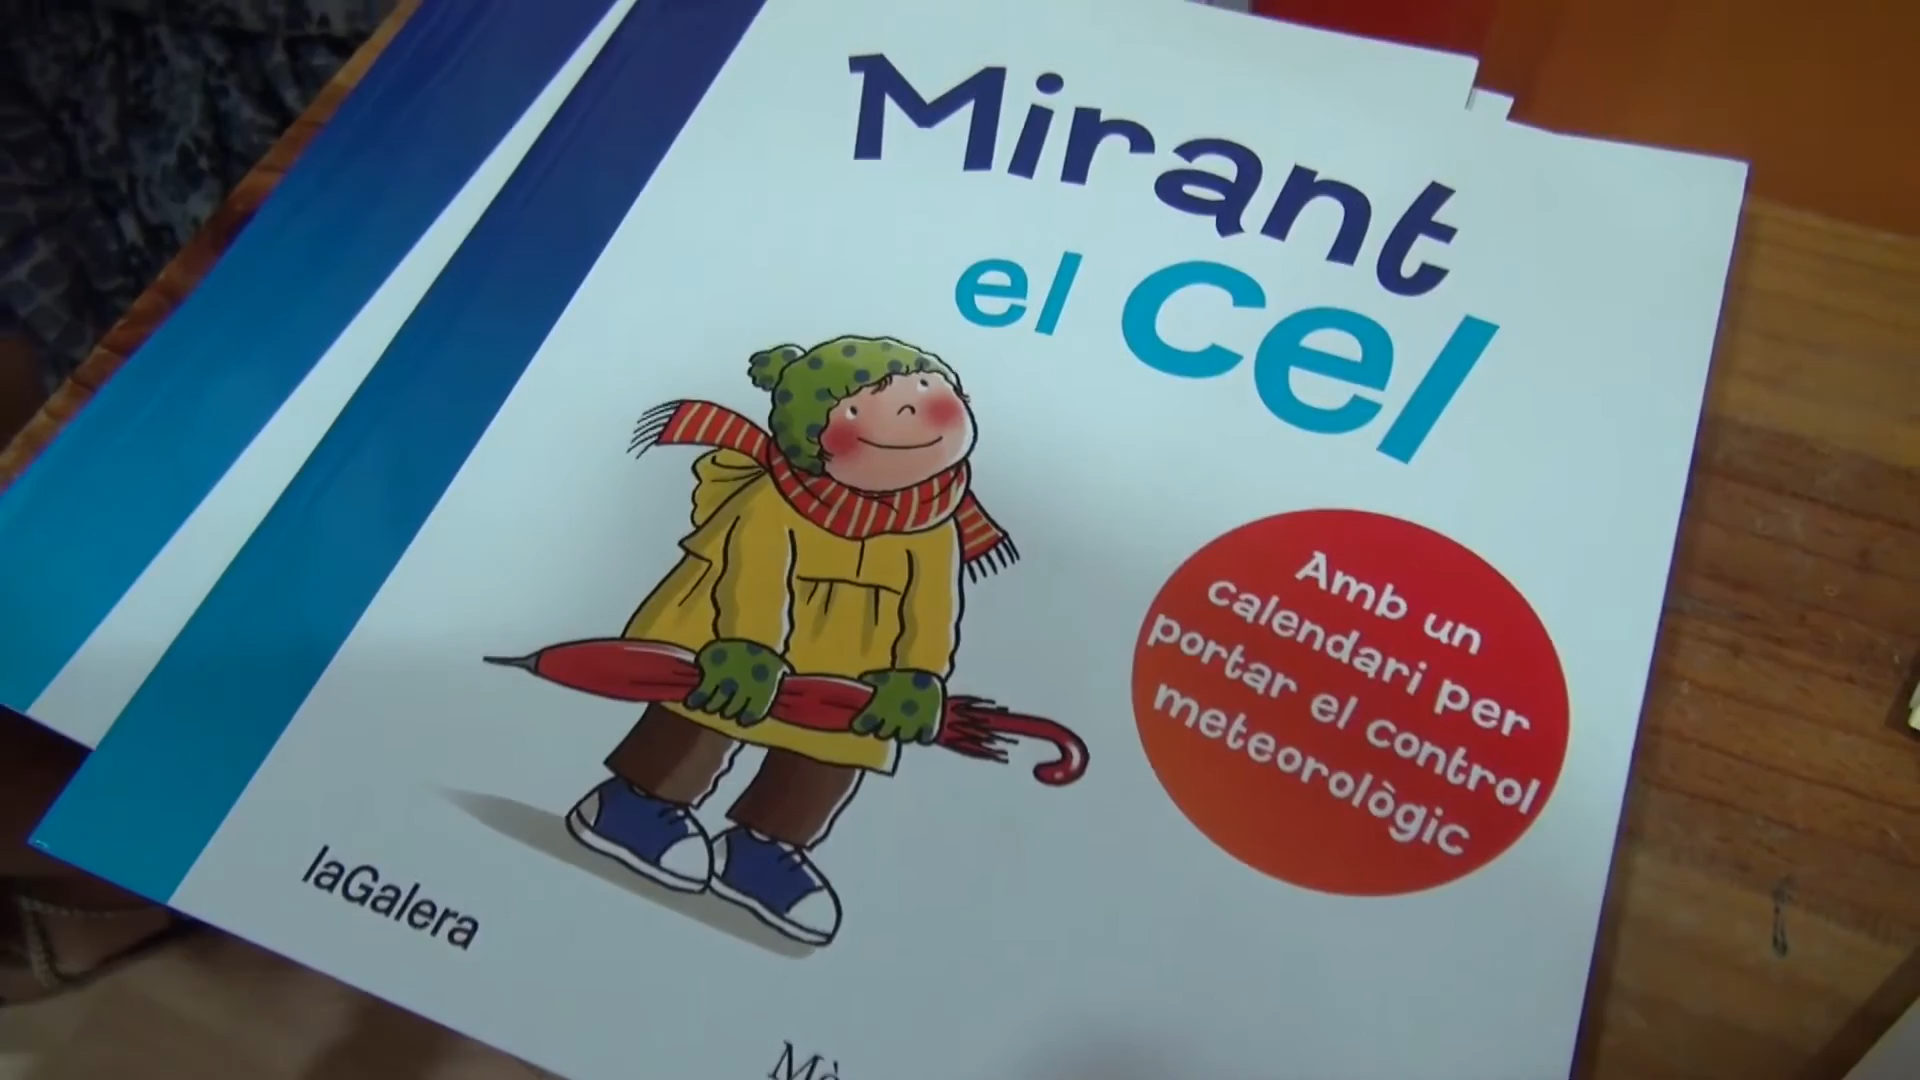 Mirant
el cel
Amb un
calendari per
portar el control
meteorològic
laGalera